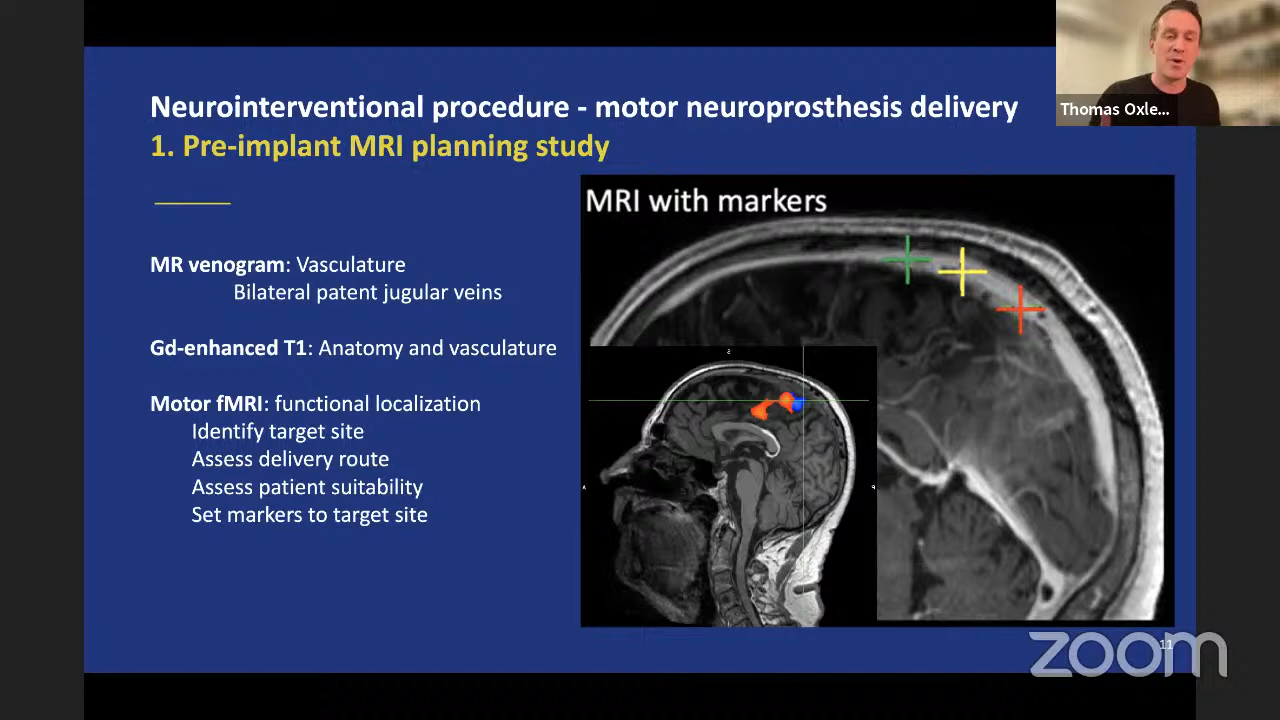 Neurointerventional procedure - motor neuroprosthesis delivery
1. Pre-implant MRI planning study
MR venogram: Vasculature
Bilateral patent jugular veins
Gd-enhanced T1: Anatomy and vasculature
Motor fMRI: functional localization
Identify target site
Assess delivery route
Assess patient suitability
Set markers to target site
MRI with markers
S
A
P
Thomas Oxle...
11
zoom